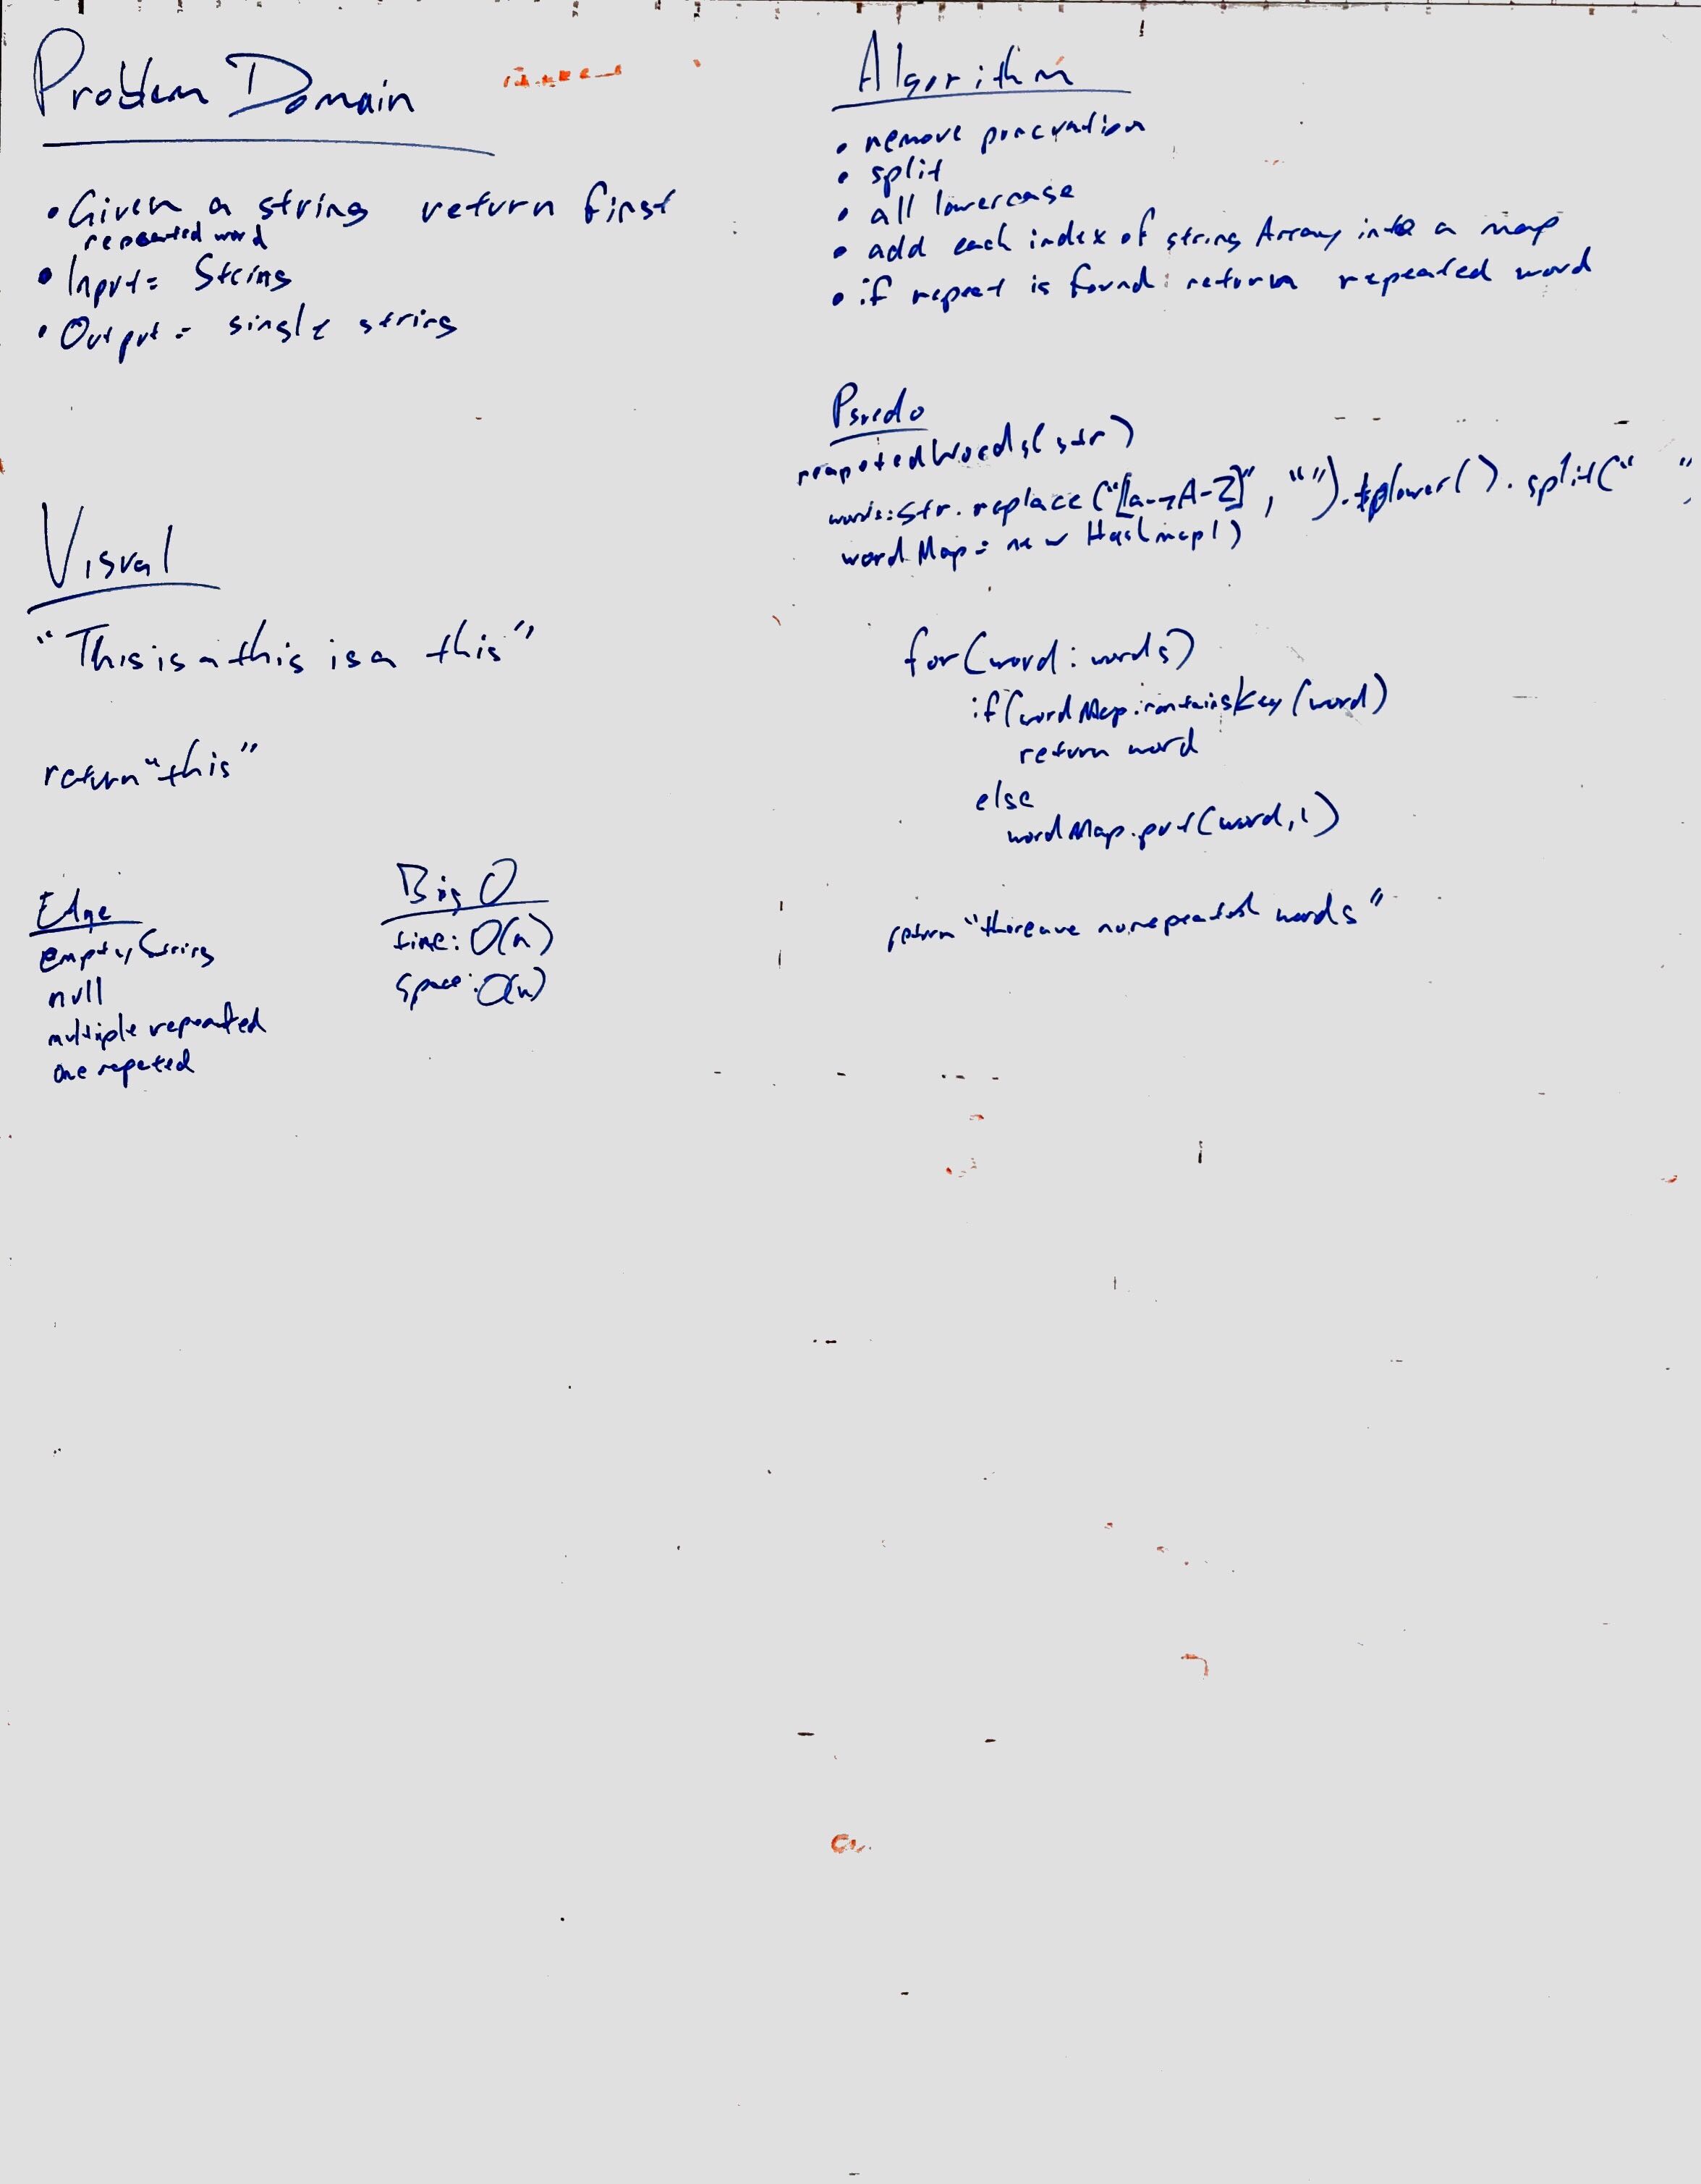 Problem Domain
• Given a string return first
repeated word
• Input = String
• Output = single string
Visual
"This is a this is a this"
return "this"
Edge
empty String
null
multiple repeated
one repeted
Big O
time: O(n)
space: O(n)
Algorithm
• remove puncuation
• split
• all lowercase
• add each index of string Array into a map
• if repeat is found: return repeated word
Psuedo
reapotedWords(str)
words: str.replace("[a-zA-Z]", "").tolower().split(" "
wordMap = new Hashmap()
for(word : words)
if(wordMap.containsKey(word)
return word
else
wordMap.put(word, 1)
return "there are no repeated words"